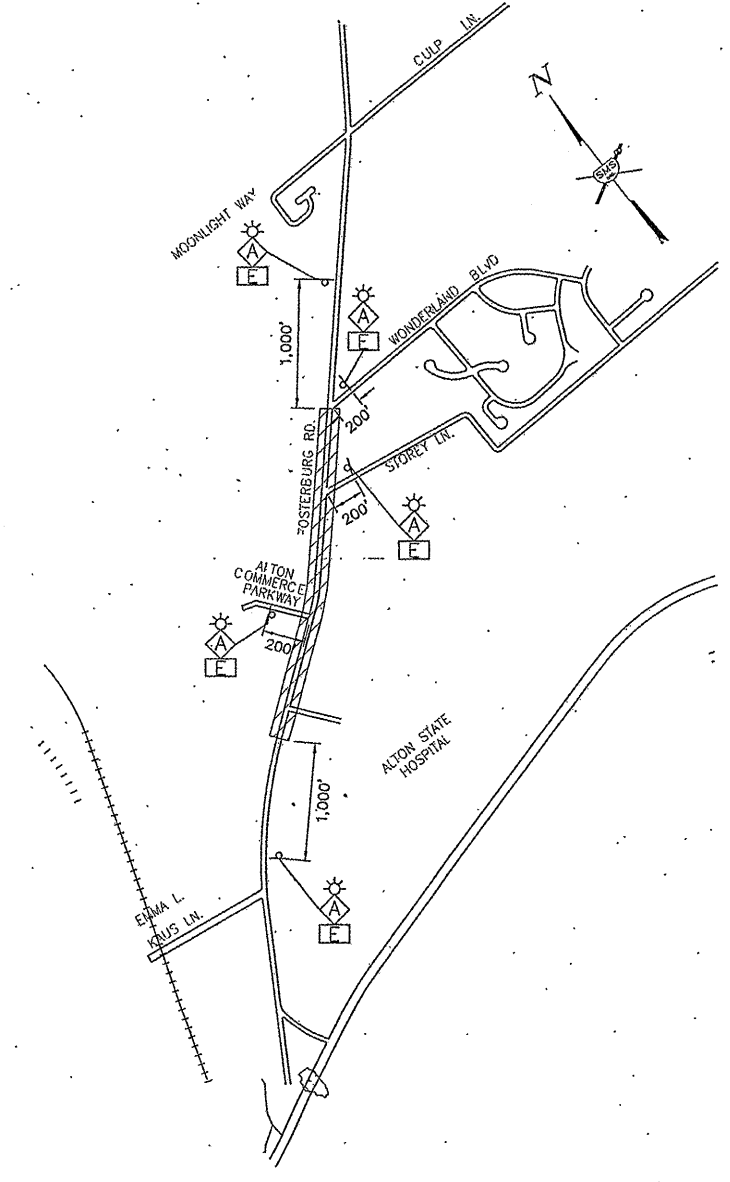 CULP LN.
N
SMS
MOONLIGHT WAY
A
E
A
E
WONDERLAND BLVD
1,000'
200'
FOSTERBURG RD.
STOREY LN.
200'
A
E
ALTON
COMMERCE
PARKWAY
A
E
200'
ALTON STATE
HOSPITAL
1,000'
A
E
EMMA L.
KAUS LN.